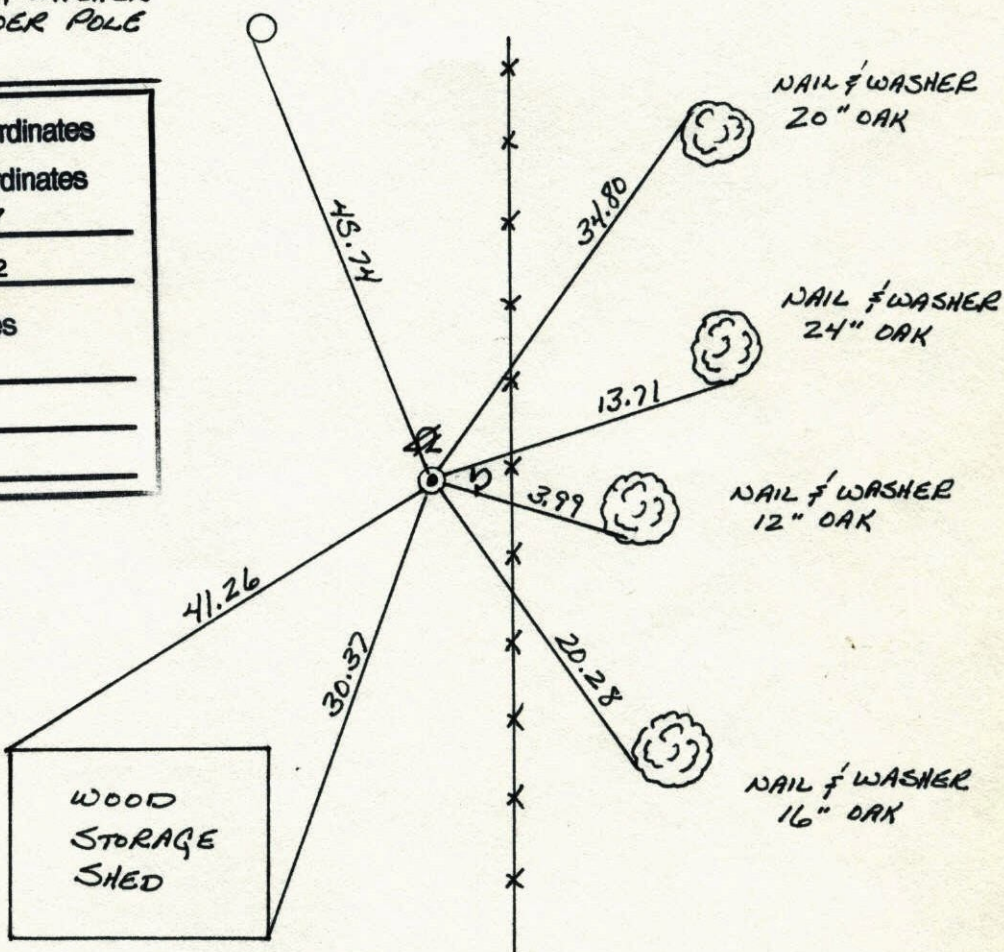 DER POLE
rdinates
rdinates
2
es
45.74
34.80
NAIL & WASHER
20" OAK
NAIL & WASHER
24" OAK
13.71
3.99
NAIL & WASHER
12" OAK
41.26
30.37
20.28
NAIL & WASHER
16" OAK
WOOD
STORAGE
SHED